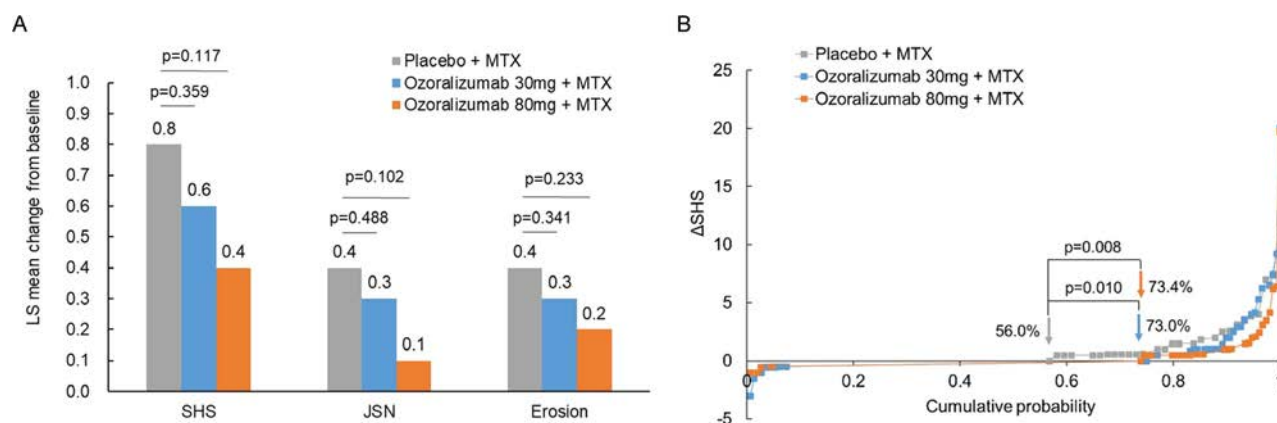 A
p=0.117
p=0.359
Placebo + MTX
Ozoralizumab 30mg + MTX
Ozoralizumab 80mg + MTX
LS mean change from baseline
1.0
0.9
0.8
0.7
0.6
0.5
0.4
0.3
0.2
0.1
0.0
0.8
0.6
0.4
p=0.102
p=0.488
0.4
0.3
0.1
p=0.233
p=0.341
0.4
0.3
0.2
SHS
JSN
Erosion
B
Placebo + MTX
Ozoralizumab 30mg + MTX
Ozoralizumab 80mg + MTX
ΔSHS
25
20
15
10
5
0
-5
p=0.008
p=0.010
73.4%
56.0%
73.0%
0
0.2
0.4
0.6
0.8
Cumulative probability